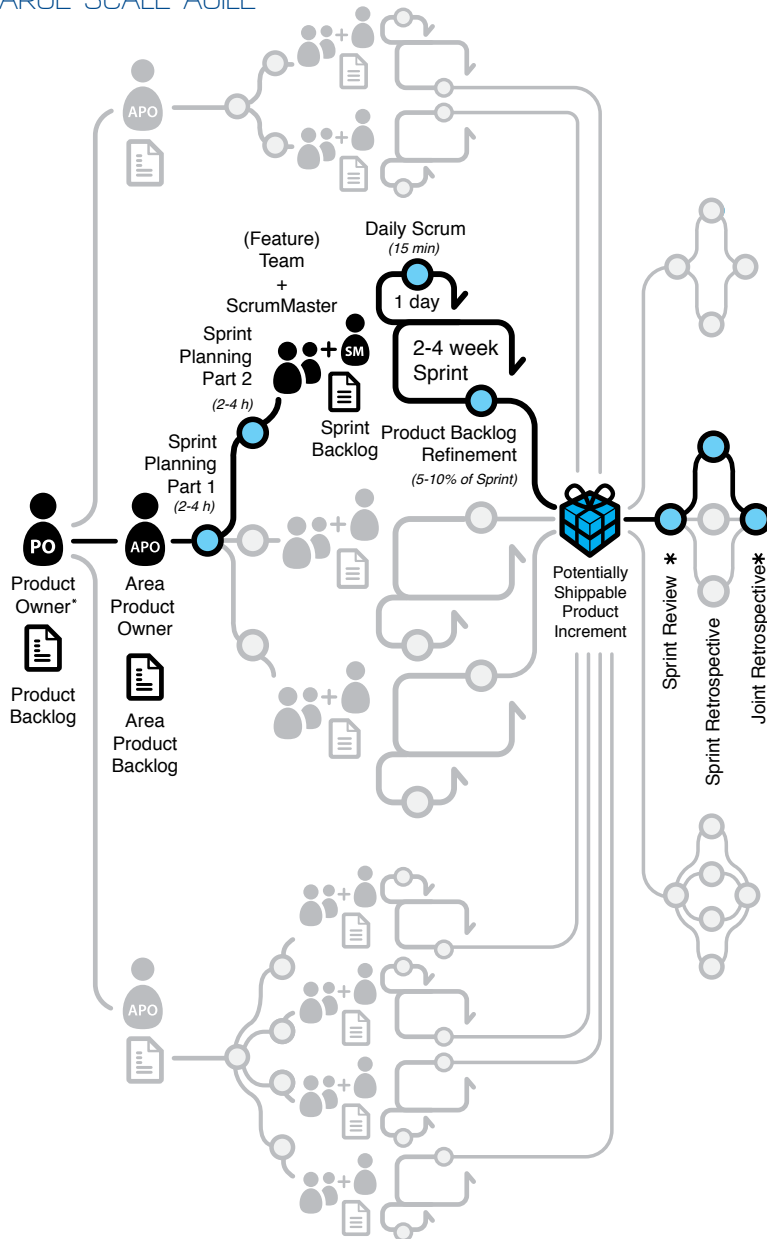 LARGE SCALE AGILE
APO
(Feature)
Team
+
ScrumMaster
Daily Scrum
(15 min)
1 day
Sprint
Planning
Part 2
(2-4 h)
SM
2-4 week
Sprint
Sprint
Backlog
Product Backlog
Refinement
(5-10% of Sprint)
Sprint
Planning
Part 1
(2-4 h)
PO
APO
Product
Owner*
Product
Backlog
Area
Product
Owner
Area
Product
Backlog
Potentially
Shippable
Product
Increment
Sprint Review *
Sprint Retrospective
Joint Retrospective*
APO